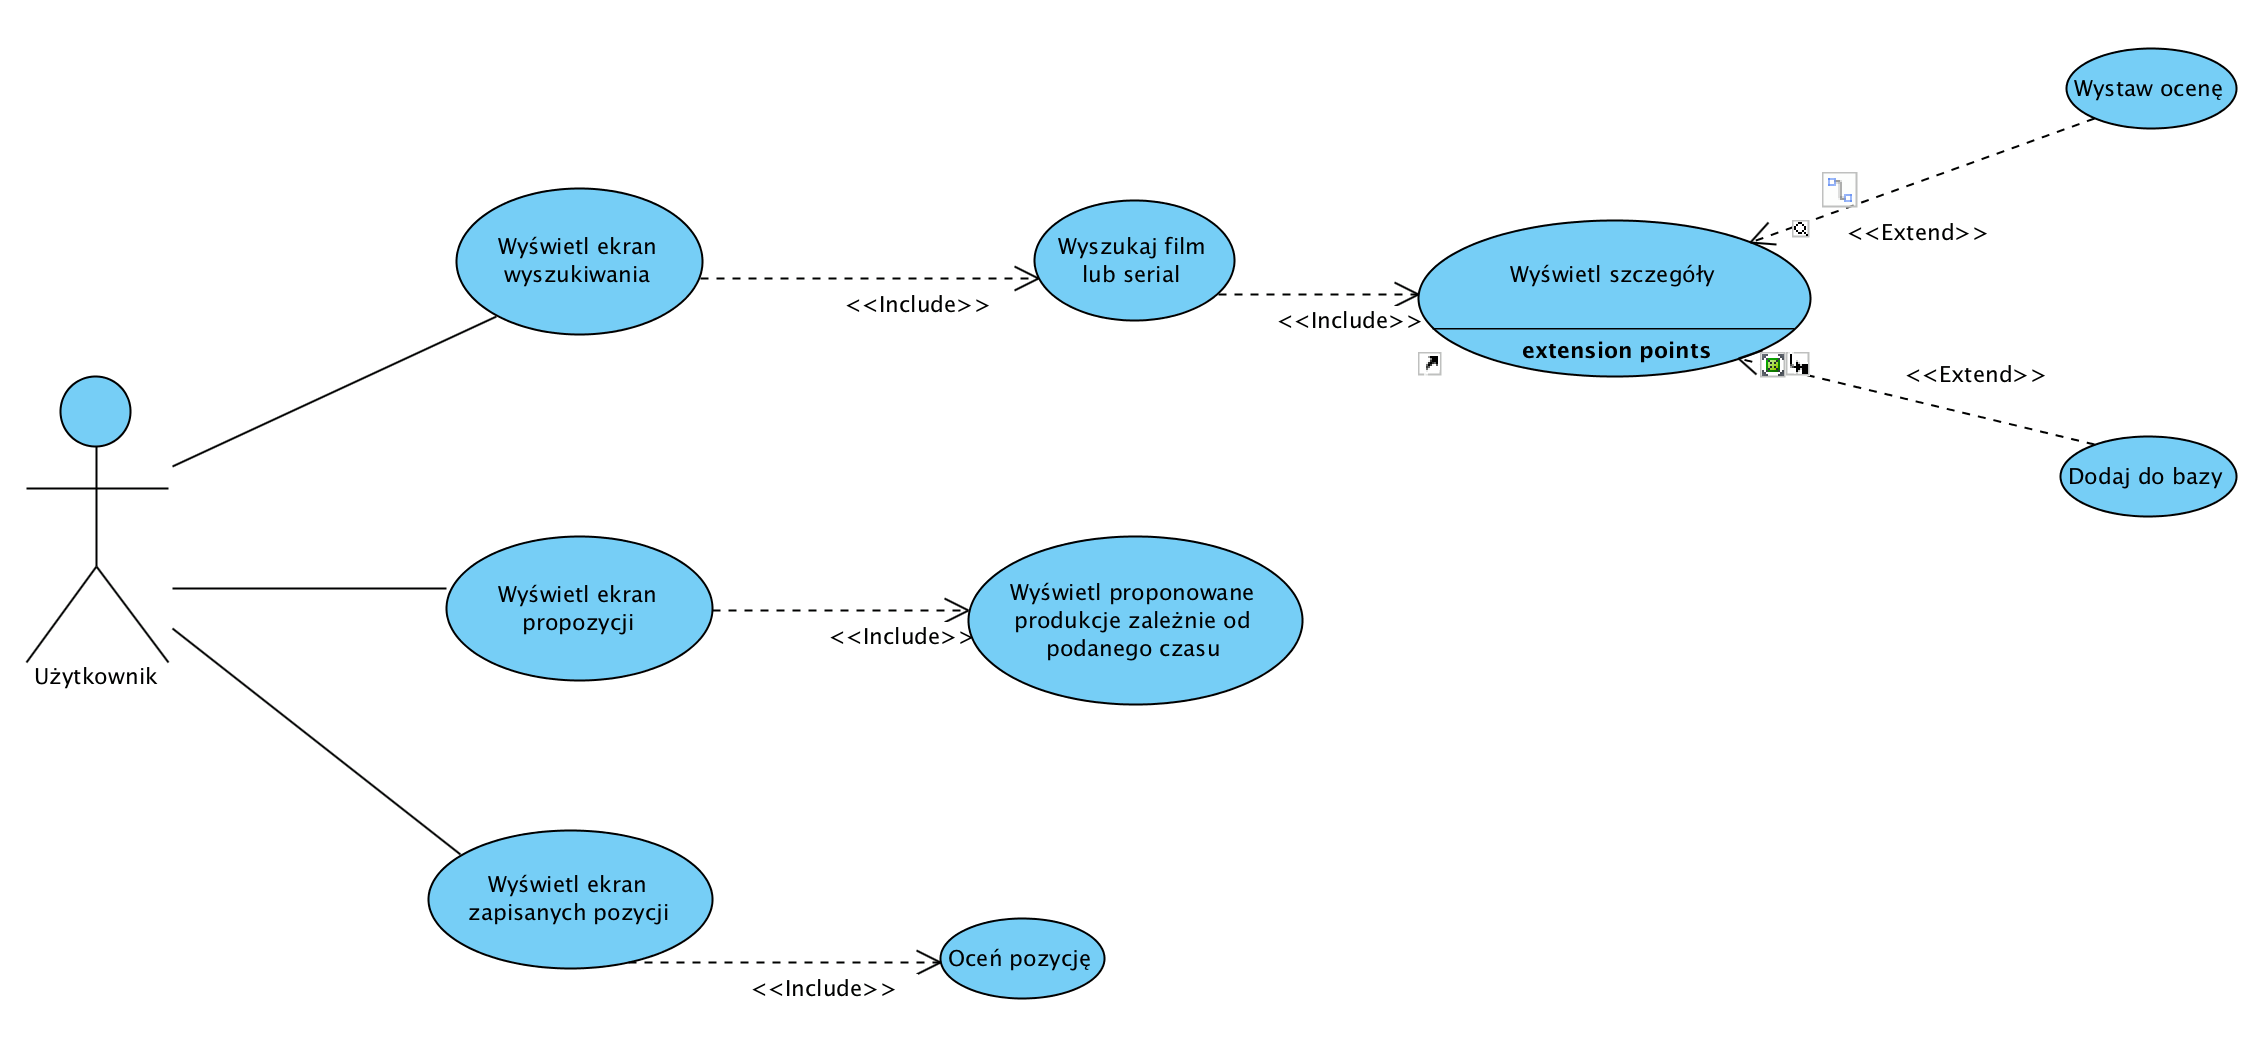 Wystaw ocenę
<<Extend>>
Wyświetl ekran
wyszukiwania
<<Include>>
Wyszukaj film
lub serial
<<Include>>
Wyświetl szczegóły
extension points
<<Extend>>
Dodaj do bazy
Użytkownik
Wyświetl ekran
propozycji
<<Include>>
Wyświetl proponowane
produkcje zależnie od
podanego czasu
Wyświetl ekran
zapisanych pozycji
<<Include>>
Oceń pozycję